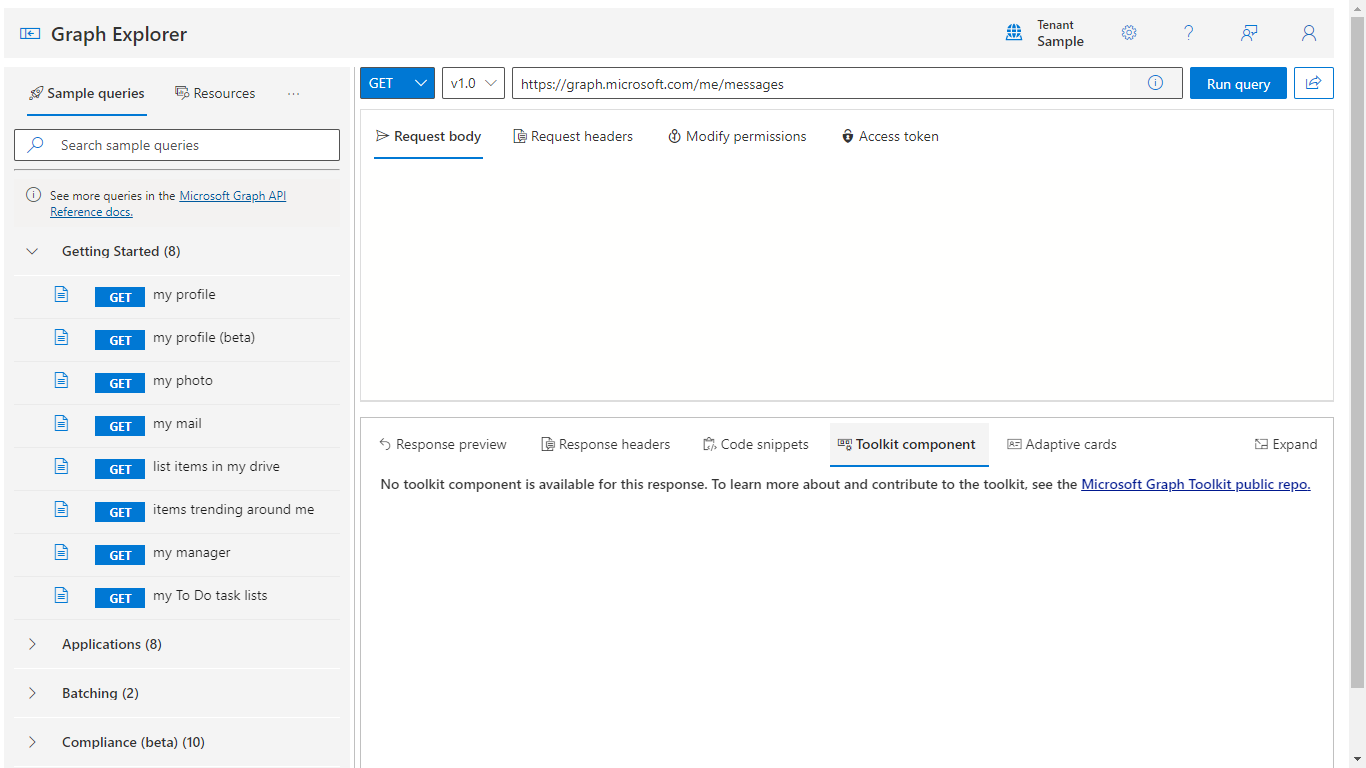 Graph Explorer
Tenant
Sample
Sample queries
Resources
...
Search sample queries
See more queries in the Microsoft Graph API
Reference docs.
Getting Started (8)
GET my profile
GET my profile (beta)
GET my photo
GET my mail
GET list items in my drive
GET items trending around me
GET my manager
GET my To Do task lists
Applications (8)
Batching (2)
Compliance (beta) (10)
GET
v1.0
https://graph.microsoft.com/me/messages
Run query
Request body
Request headers
Modify permissions
Access token
Response preview
Response headers
Code snippets
Toolkit component
Adaptive cards
Expand
No toolkit component is available for this response. To learn more about and contribute to the toolkit, see the Microsoft Graph Toolkit public repo.